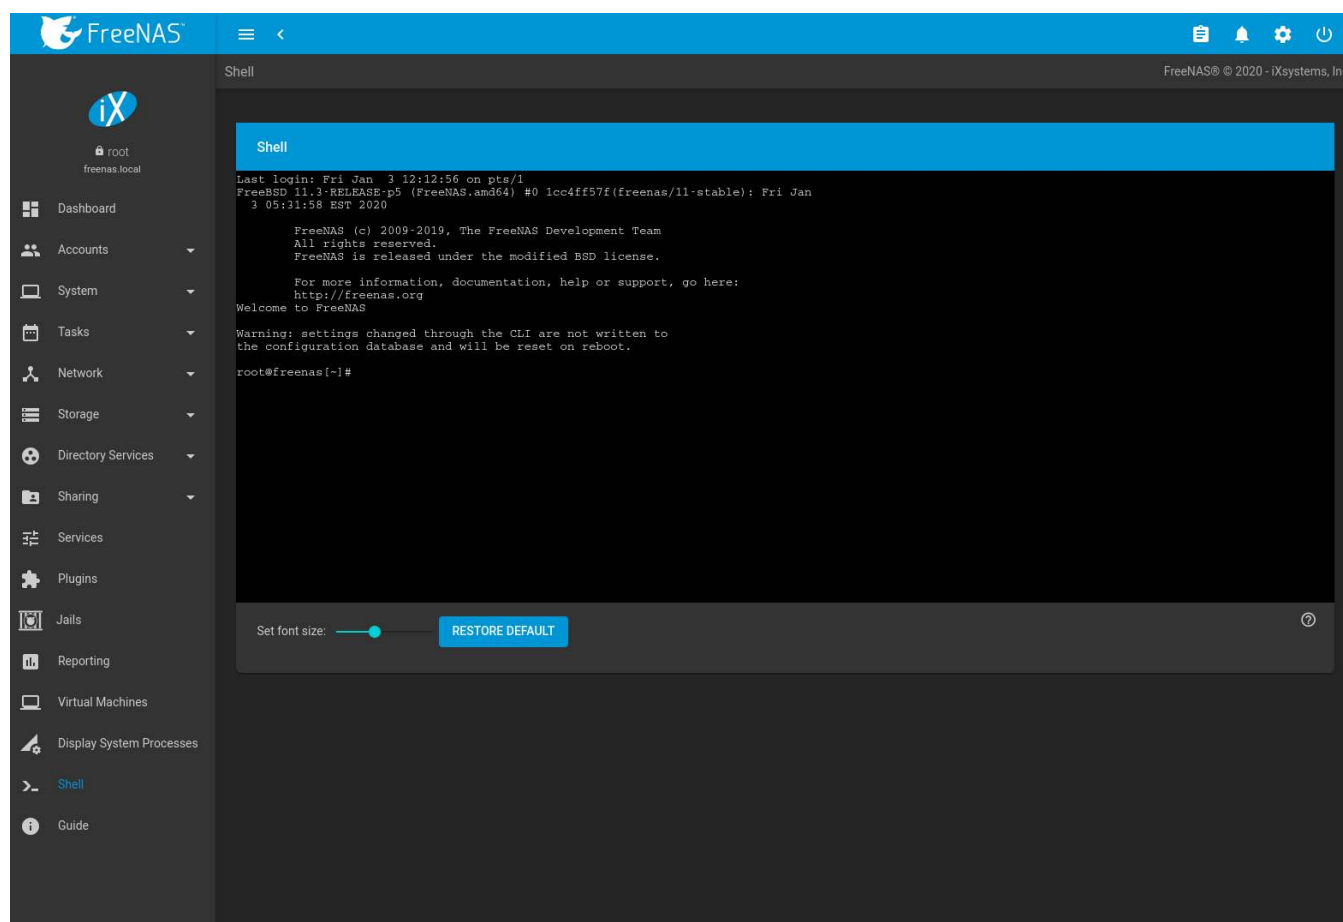 FreeNAS™
Shell
FreeNAS® © 2020 - iXsystems, In
iX
root
freenas.local
Dashboard
Accounts
System
Tasks
Network
Storage
Directory Services
Sharing
Services
Plugins
Jails
Reporting
Virtual Machines
Display System Processes
Shell
Guide
Shell
Last login: Fri Jan  3 12:12:56 on pts/1
FreeBSD 11.3-RELEASE-p5 (FreeNAS.amd64) #0 1cc4ff57f(freenas/11-stable): Fri Jan
3 05:31:58 EST 2020
FreeNAS (c) 2009-2019, The FreeNAS Development Team
All rights reserved.
FreeNAS is released under the modified BSD license.
For more information, documentation, help or support, go here:
http://freenas.org
Welcome to FreeNAS
Warning: settings changed through the CLI are not written to
the configuration database and will be reset on reboot.
root@freenas[~]#
Set font size:
RESTORE DEFAULT